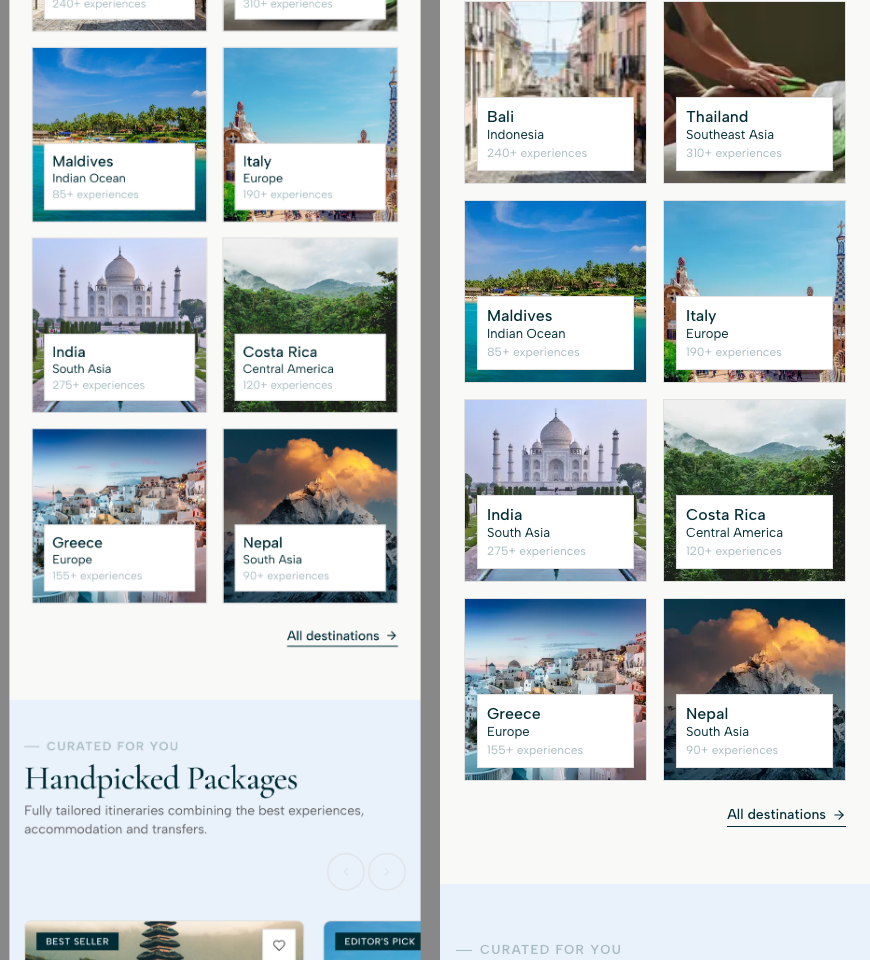 240+ experiences
310+ experiences
Maldives
Indian Ocean
85+ experiences
Italy
Europe
190+ experiences
India
South Asia
275+ experiences
Costa Rica
Central America
120+ experiences
Greece
Europe
155+ experiences
Nepal
South Asia
90+ experiences
All destinations →
— CURATED FOR YOU
Handpicked Packages
Fully tailored itineraries combining the best experiences,
accommodation and transfers.
BEST SELLER
EDITOR'S PICK
Bali
Indonesia
240+ experiences
Thailand
Southeast Asia
310+ experiences
Maldives
Indian Ocean
85+ experiences
Italy
Europe
190+ experiences
India
South Asia
275+ experiences
Costa Rica
Central America
120+ experiences
Greece
Europe
155+ experiences
Nepal
South Asia
90+ experiences
All destinations →
— CURATED FOR YOU